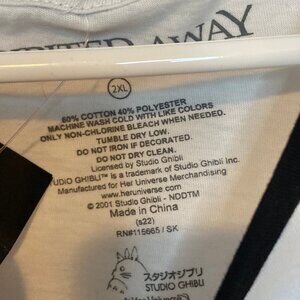 SPIRITED AWAY
2XL
60% COTTON 40% POLYESTER
MACHINE WASH COLD WITH LIKE COLORS
ONLY NON-CHLORINE BLEACH WHEN NEEDED.
TUMBLE DRY LOW.
DO NOT IRON IF DECORATED.
DO NOT DRY CLEAN.
Licensed by Studio Ghibli
STUDIO GHIBLI™ is a trademark of Studio Ghibli Inc.
Manufactured for Her Universe Merchandising
www.heruniverse.com
© 2001 Studio Ghibli - NDDTM
Made in China
(s22)
RN#115665 / SK
スタジオジブリ
STUDIO GHIBLI